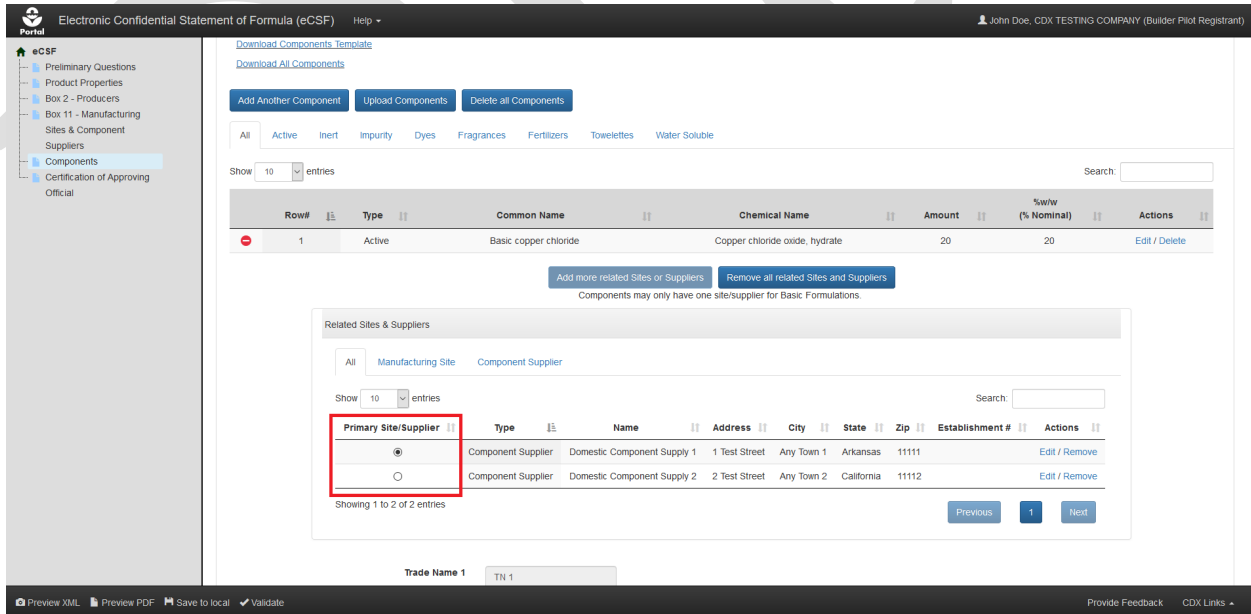 Portal
Electronic Confidential Statement of Formula (eCSF) Help
John Doe, CDX TESTING COMPANY (Builder Pilot Registrant)
eCSF
Preliminary Questions
Product Properties
Box 2 - Producers
Box 11 - Manufacturing
Sites & Component
Suppliers
Components
Certification of Approving
Official
Download Components Template
Download All Components
Add Another Component Upload Components Delete all Components
All Active Inert Impurity Dyes Fragrances Fertilizers Towelettes Water Soluble
Show 10 entries Search:
Row# Type Common Name Chemical Name Amount %w/w (% Nominal) Actions
1 Active Basic copper chloride Copper chloride oxide, hydrate 20 20 Edit / Delete
Add more related Sites or Suppliers Remove all related Sites and Suppliers
Components may only have one site/supplier for Basic Formulations.
Related Sites & Suppliers
All Manufacturing Site Component Supplier
Show 10 entries Search:
Primary Site/Supplier Type Name Address City State Zip Establishment # Actions
Component Supplier Domestic Component Supply 1 1 Test Street Any Town 1 Arkansas 11111 Edit / Remove
Component Supplier Domestic Component Supply 2 2 Test Street Any Town 2 California 11112 Edit / Remove
Showing 1 to 2 of 2 entries
Previous 1 Next
Trade Name 1 TN 1
Preview XML Preview PDF Save to local Validate Provide Feedback CDX Links